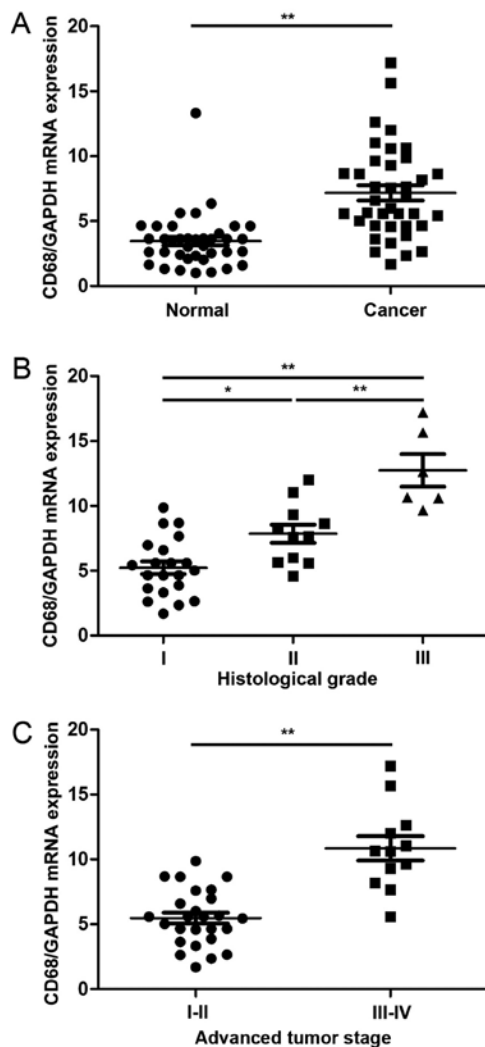 A
CD68/GAPDH mRNA expression
20
15
10
5
0
**
Normal Cancer
B
CD68/GAPDH mRNA expression
20
15
10
5
0
**
* **
I II III
Histological grade
C
CD68/GAPDH mRNA expression
20
15
10
5
0
**
I-II III-IV
Advanced tumor stage